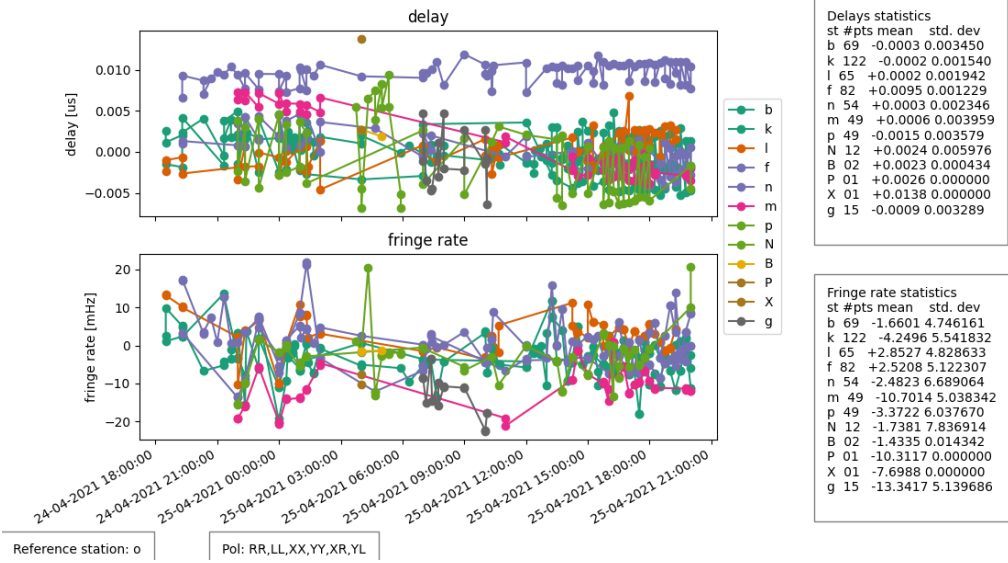 delay
0.010
0.005
0.000
−0.005
delay [us]
fringe rate
20
10
0
−10
−20
fringe rate [mHz]
24-04-2021 18:00:00
24-04-2021 21:00:00
25-04-2021 00:00:00
25-04-2021 03:00:00
25-04-2021 06:00:00
25-04-2021 09:00:00
25-04-2021 12:00:00
25-04-2021 15:00:00
25-04-2021 18:00:00
25-04-2021 21:00:00
b
k
l
f
n
m
p
N
B
P
X
g
Delays statistics
st #pts mean std. dev
b 69 -0.0003 0.003450
k 122 -0.0002 0.001540
l 65 +0.0002 0.001942
f 82 +0.0095 0.001229
n 54 +0.0003 0.002346
m 49 +0.0006 0.003959
p 49 -0.0015 0.003579
N 12 +0.0024 0.005976
B 02 +0.0023 0.000434
P 01 +0.0026 0.000000
X 01 +0.0138 0.000000
g 15 -0.0009 0.003289
Fringe rate statistics
st #pts mean std. dev
b 69 -1.6601 4.746161
k 122 -4.2496 5.541832
l 65 +2.8527 4.828633
f 82 +2.5208 5.122307
n 54 -2.4823 6.689064
m 49 -10.7014 5.038342
p 49 -3.3722 6.037670
N 12 -1.7381 7.836914
B 02 -1.4335 0.014342
P 01 -10.3117 0.000000
X 01 -7.6988 0.000000
g 15 -13.3417 5.139686
Reference station: o
Pol: RR,LL,XX,YY,XR,YL